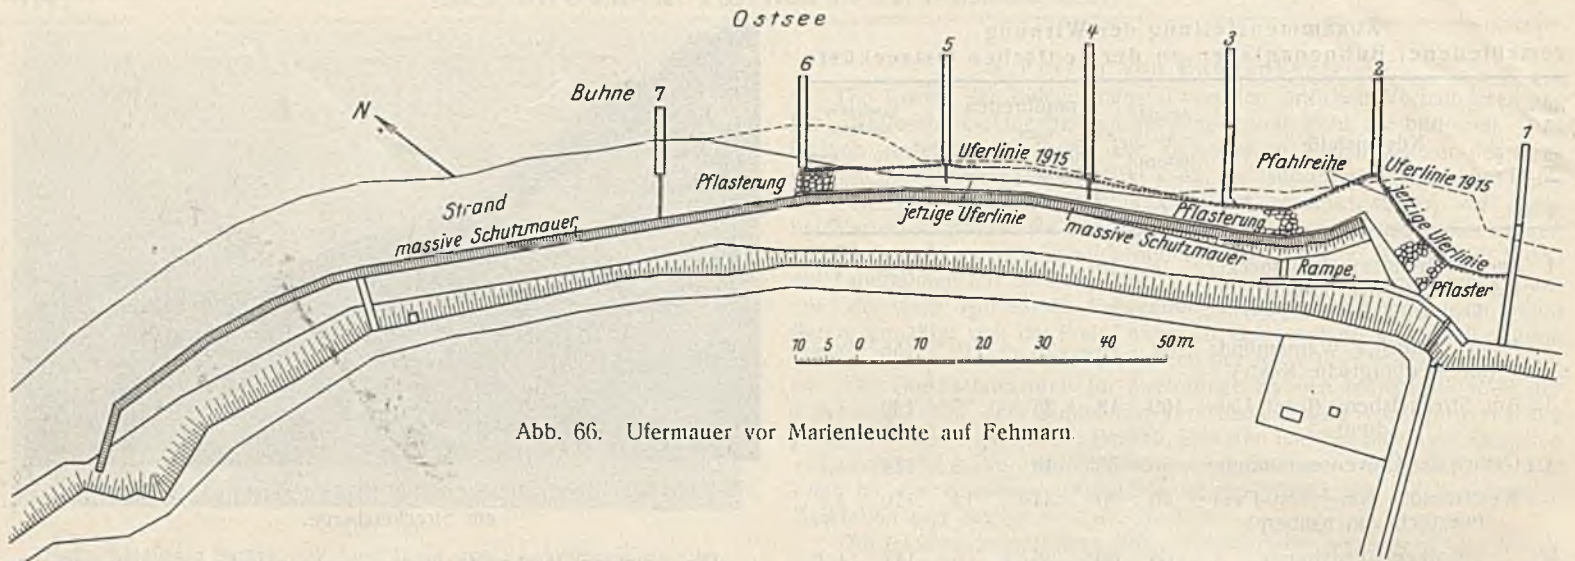 Ostsee
Buhne 7
6
5
4
3
2
1
N
Uferlinie 1915
Pfahlreihe
Uferlinie 1915
Pflasterung
Strand
massive Schutzmauer
jetzige Uferlinie
Pflasterung
massive Schutzmauer
jetzige Uferlinie
Rampe
Pflaster
10 5 0 10 20 30 40 50 m
Abb. 66. Ufermauer vor Marienleuchte auf Fehmarn.